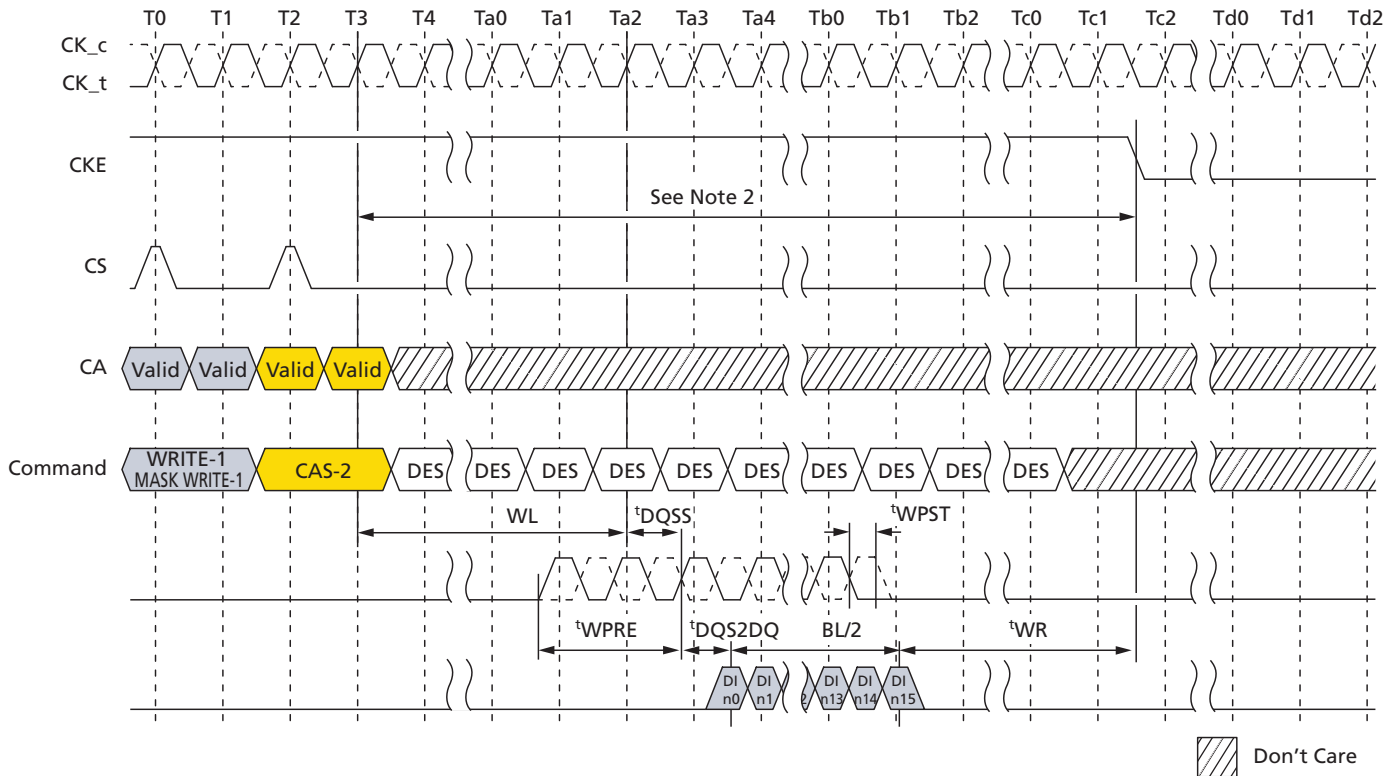 T0 T1 T2 T3 T4 Ta0 Ta1 Ta2 Ta3 Ta4 Tb0 Tb1 Tb2 Tc0 Tc1 Tc2 Td0 Td1 Td2
CK_c
CK_t
CKE
See Note 2
CS
CA Valid Valid Valid Valid
WRITE-1
MASK WRITE-1
Command CAS-2 DES DES DES DES DES DES DES DES DES DES
WL tDQSS tWPST
tWPRE tDQS2DQ BL/2 tWR
DI DI DI DI DI
n0 n1 2 n13 n14 n15
Don't Care